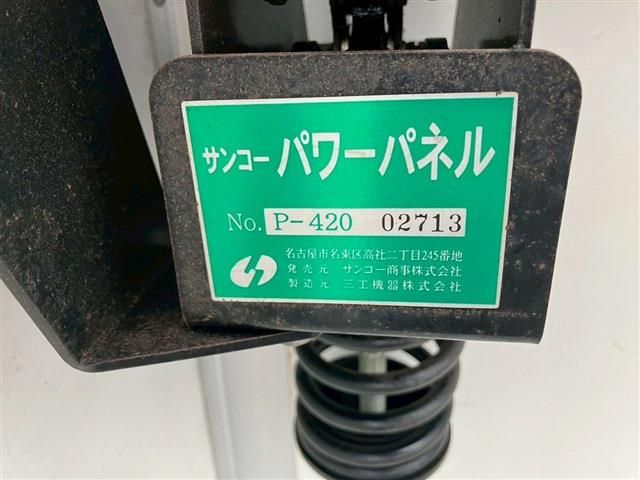 サンコー パワーパネル
No. P-420 02713
名古屋市名東区高社二丁目245番地
発売元 サンコー商事株式会社
製造元 三工機器株式会社